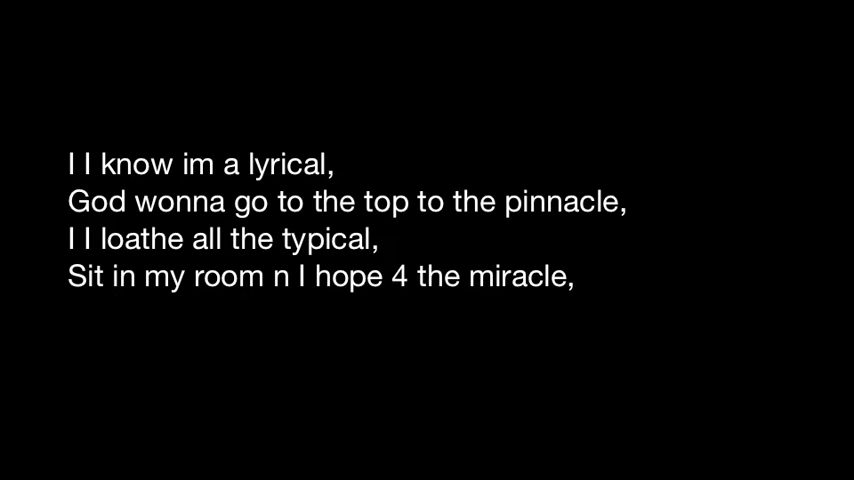 I I know im a lyrical,
God wonna go to the top to the pinnacle,
I I loathe all the typical,
Sit in my room n I hope 4 the miracle,